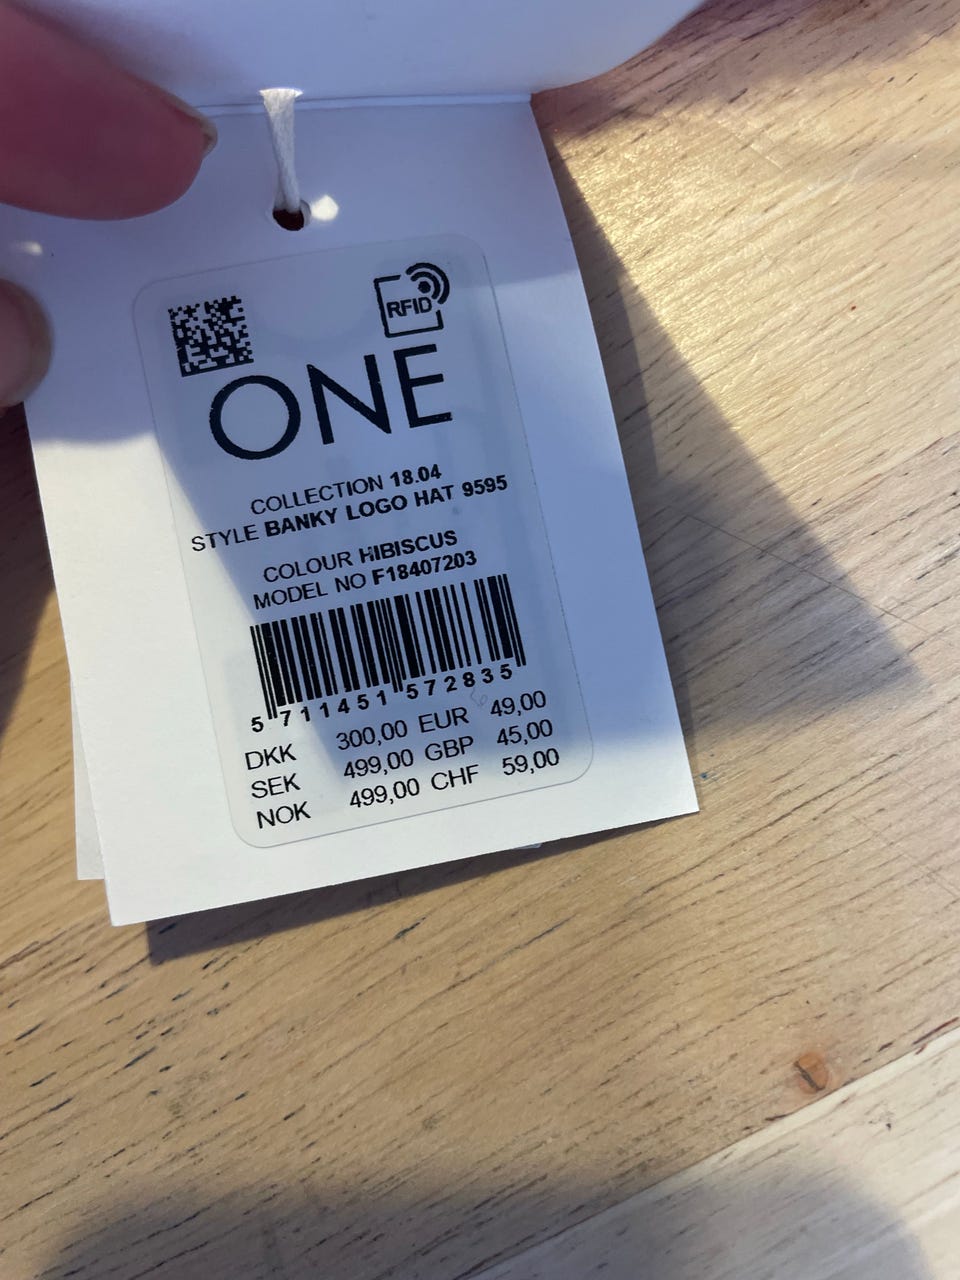 RFID
ONE
COLLECTION 18.04
STYLE BANKY LOGO HAT 9595
COLOUR HIBISCUS
MODEL NO F18407203
5 711451 572835
DKK 300,00 EUR 49,00
SEK 499,00 GBP 45,00
NOK 499,00 CHF 59,00